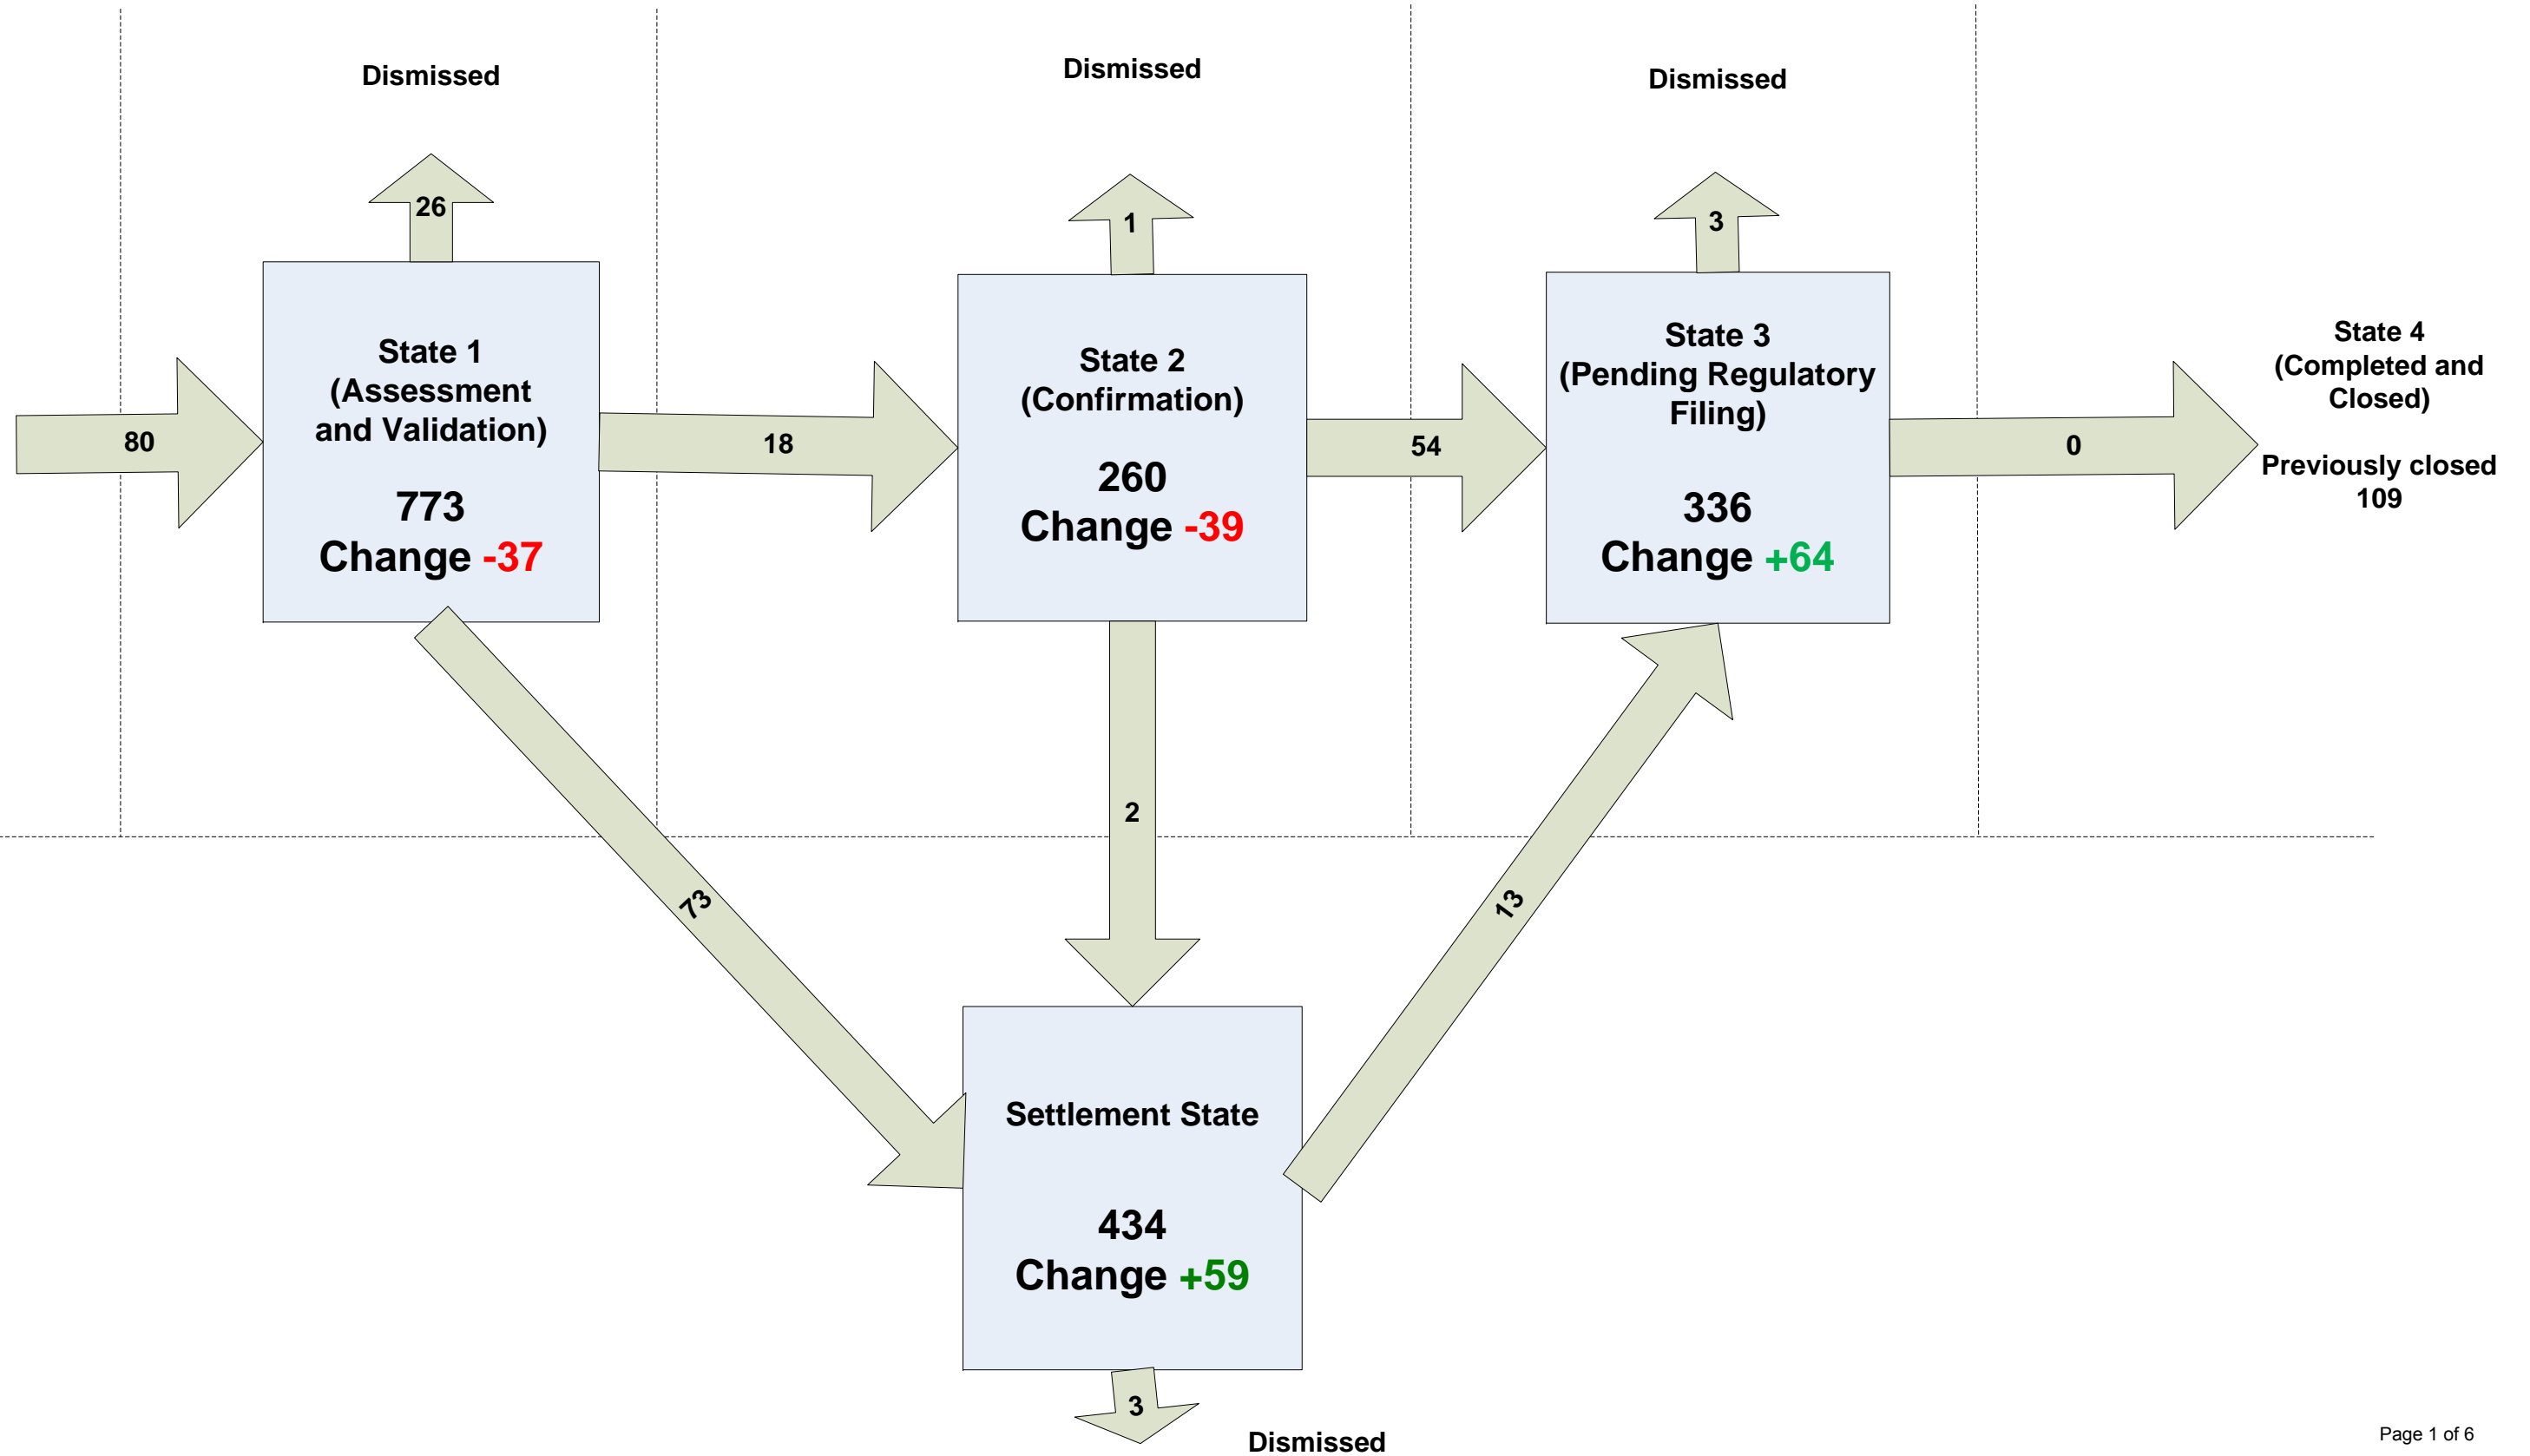 Dismissed
Dismissed
Dismissed
26
1
3
80
State 1
(Assessment
and Validation)
773
Change -37
18
State 2
(Confirmation)
260
Change -39
54
State 3
(Pending Regulatory
Filing)
336
Change +64
0
State 4
(Completed and
Closed)
Previously closed
109
73
2
13
Settlement State
434
Change +59
3
Dismissed
Page 1 of 6